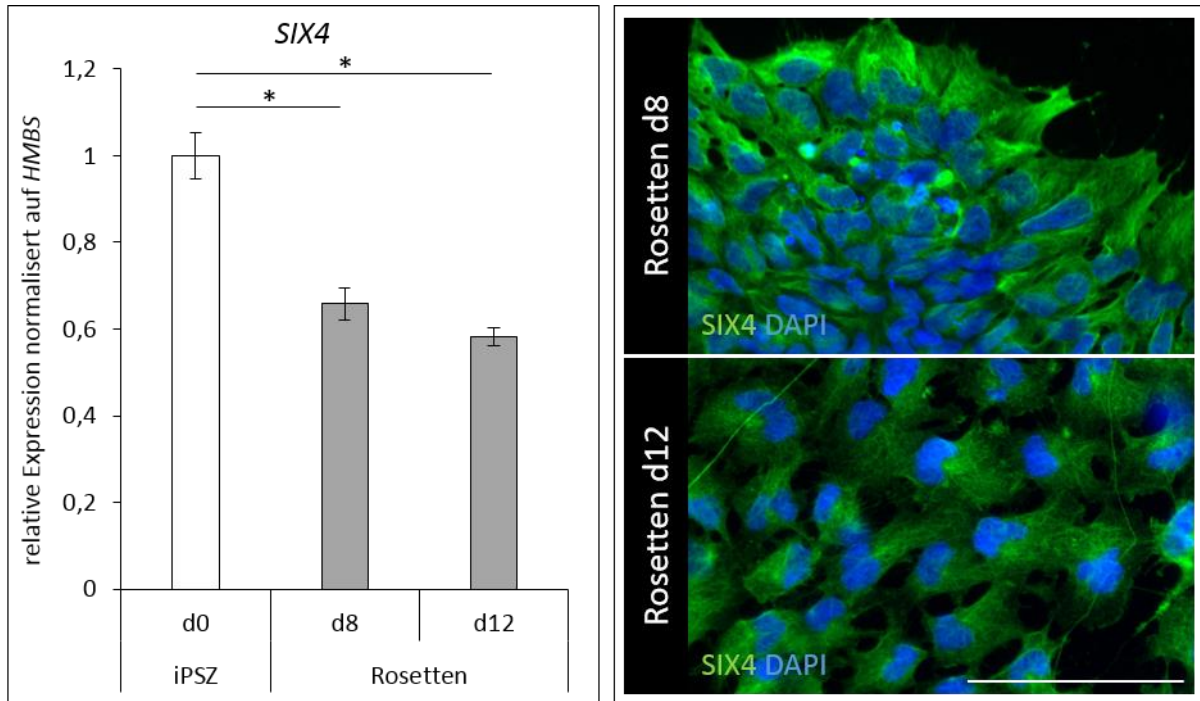 SIX4
relative Expression normalisert auf HMBS
1,2
1
0,8
0,6
0,4
0,2
0
*
*
d0
d8
d12
iPSZ
Rosetten
Rosetten d8
SIX4 DAPI
Rosetten d12
SIX4 DAPI